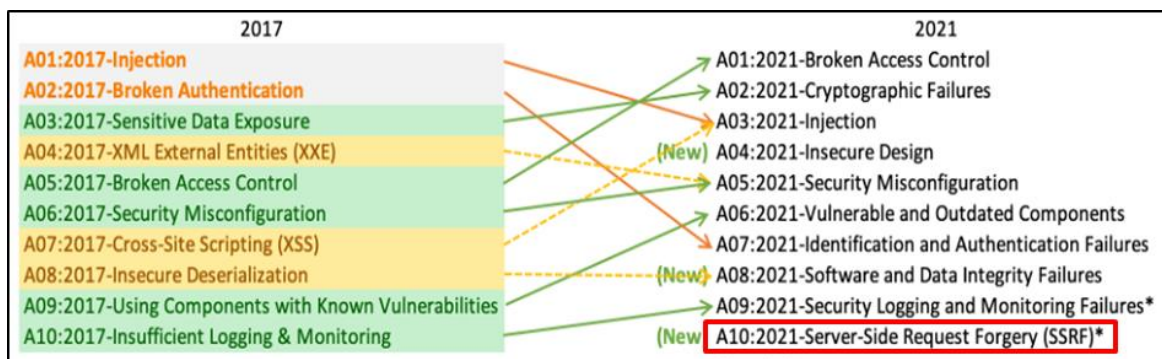 2017 2021
A01:2017-Injection A01:2021-Broken Access Control
A02:2017-Broken Authentication A02:2021-Cryptographic Failures
A03:2017-Sensitive Data Exposure A03:2021-Injection
A04:2017-XML External Entities (XXE) (New) A04:2021-Insecure Design
A05:2017-Broken Access Control A05:2021-Security Misconfiguration
A06:2017-Security Misconfiguration A06:2021-Vulnerable and Outdated Components
A07:2017-Cross-Site Scripting (XSS) A07:2021-Identification and Authentication Failures
A08:2017-Insecure Deserialization (New) A08:2021-Software and Data Integrity Failures
A09:2017-Using Components with Known Vulnerabilities A09:2021-Security Logging and Monitoring Failures*
A10:2017-Insufficient Logging & Monitoring (New A10:2021-Server-Side Request Forgery (SSRF)*